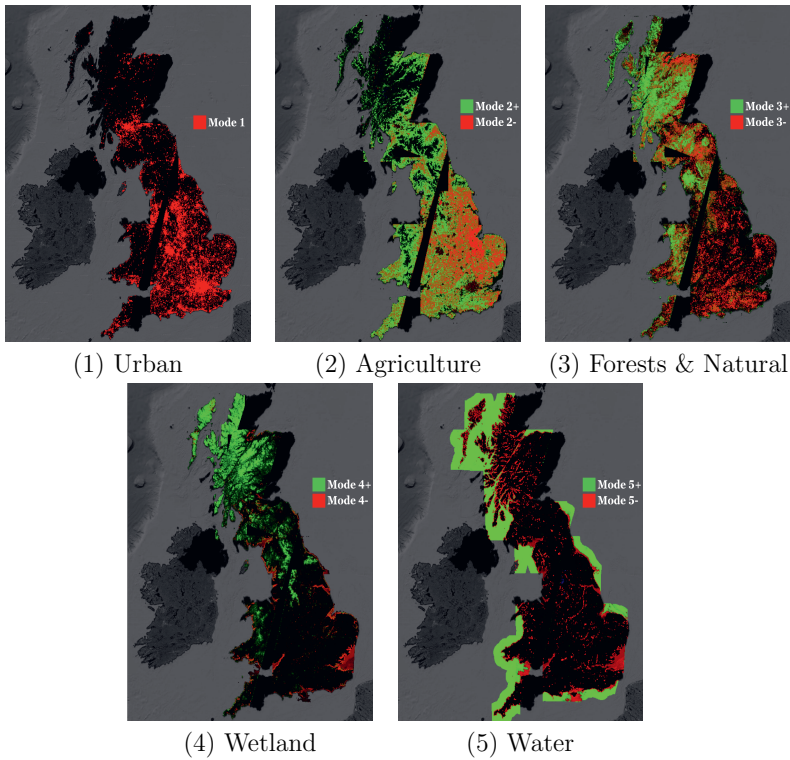 Mode 1
(1) Urban
Mode 2+
Mode 2-
(2) Agriculture
Mode 3+
Mode 3-
(3) Forests & Natural
Mode 4+
Mode 4-
(4) Wetland
Mode 5+
Mode 5-
(5) Water